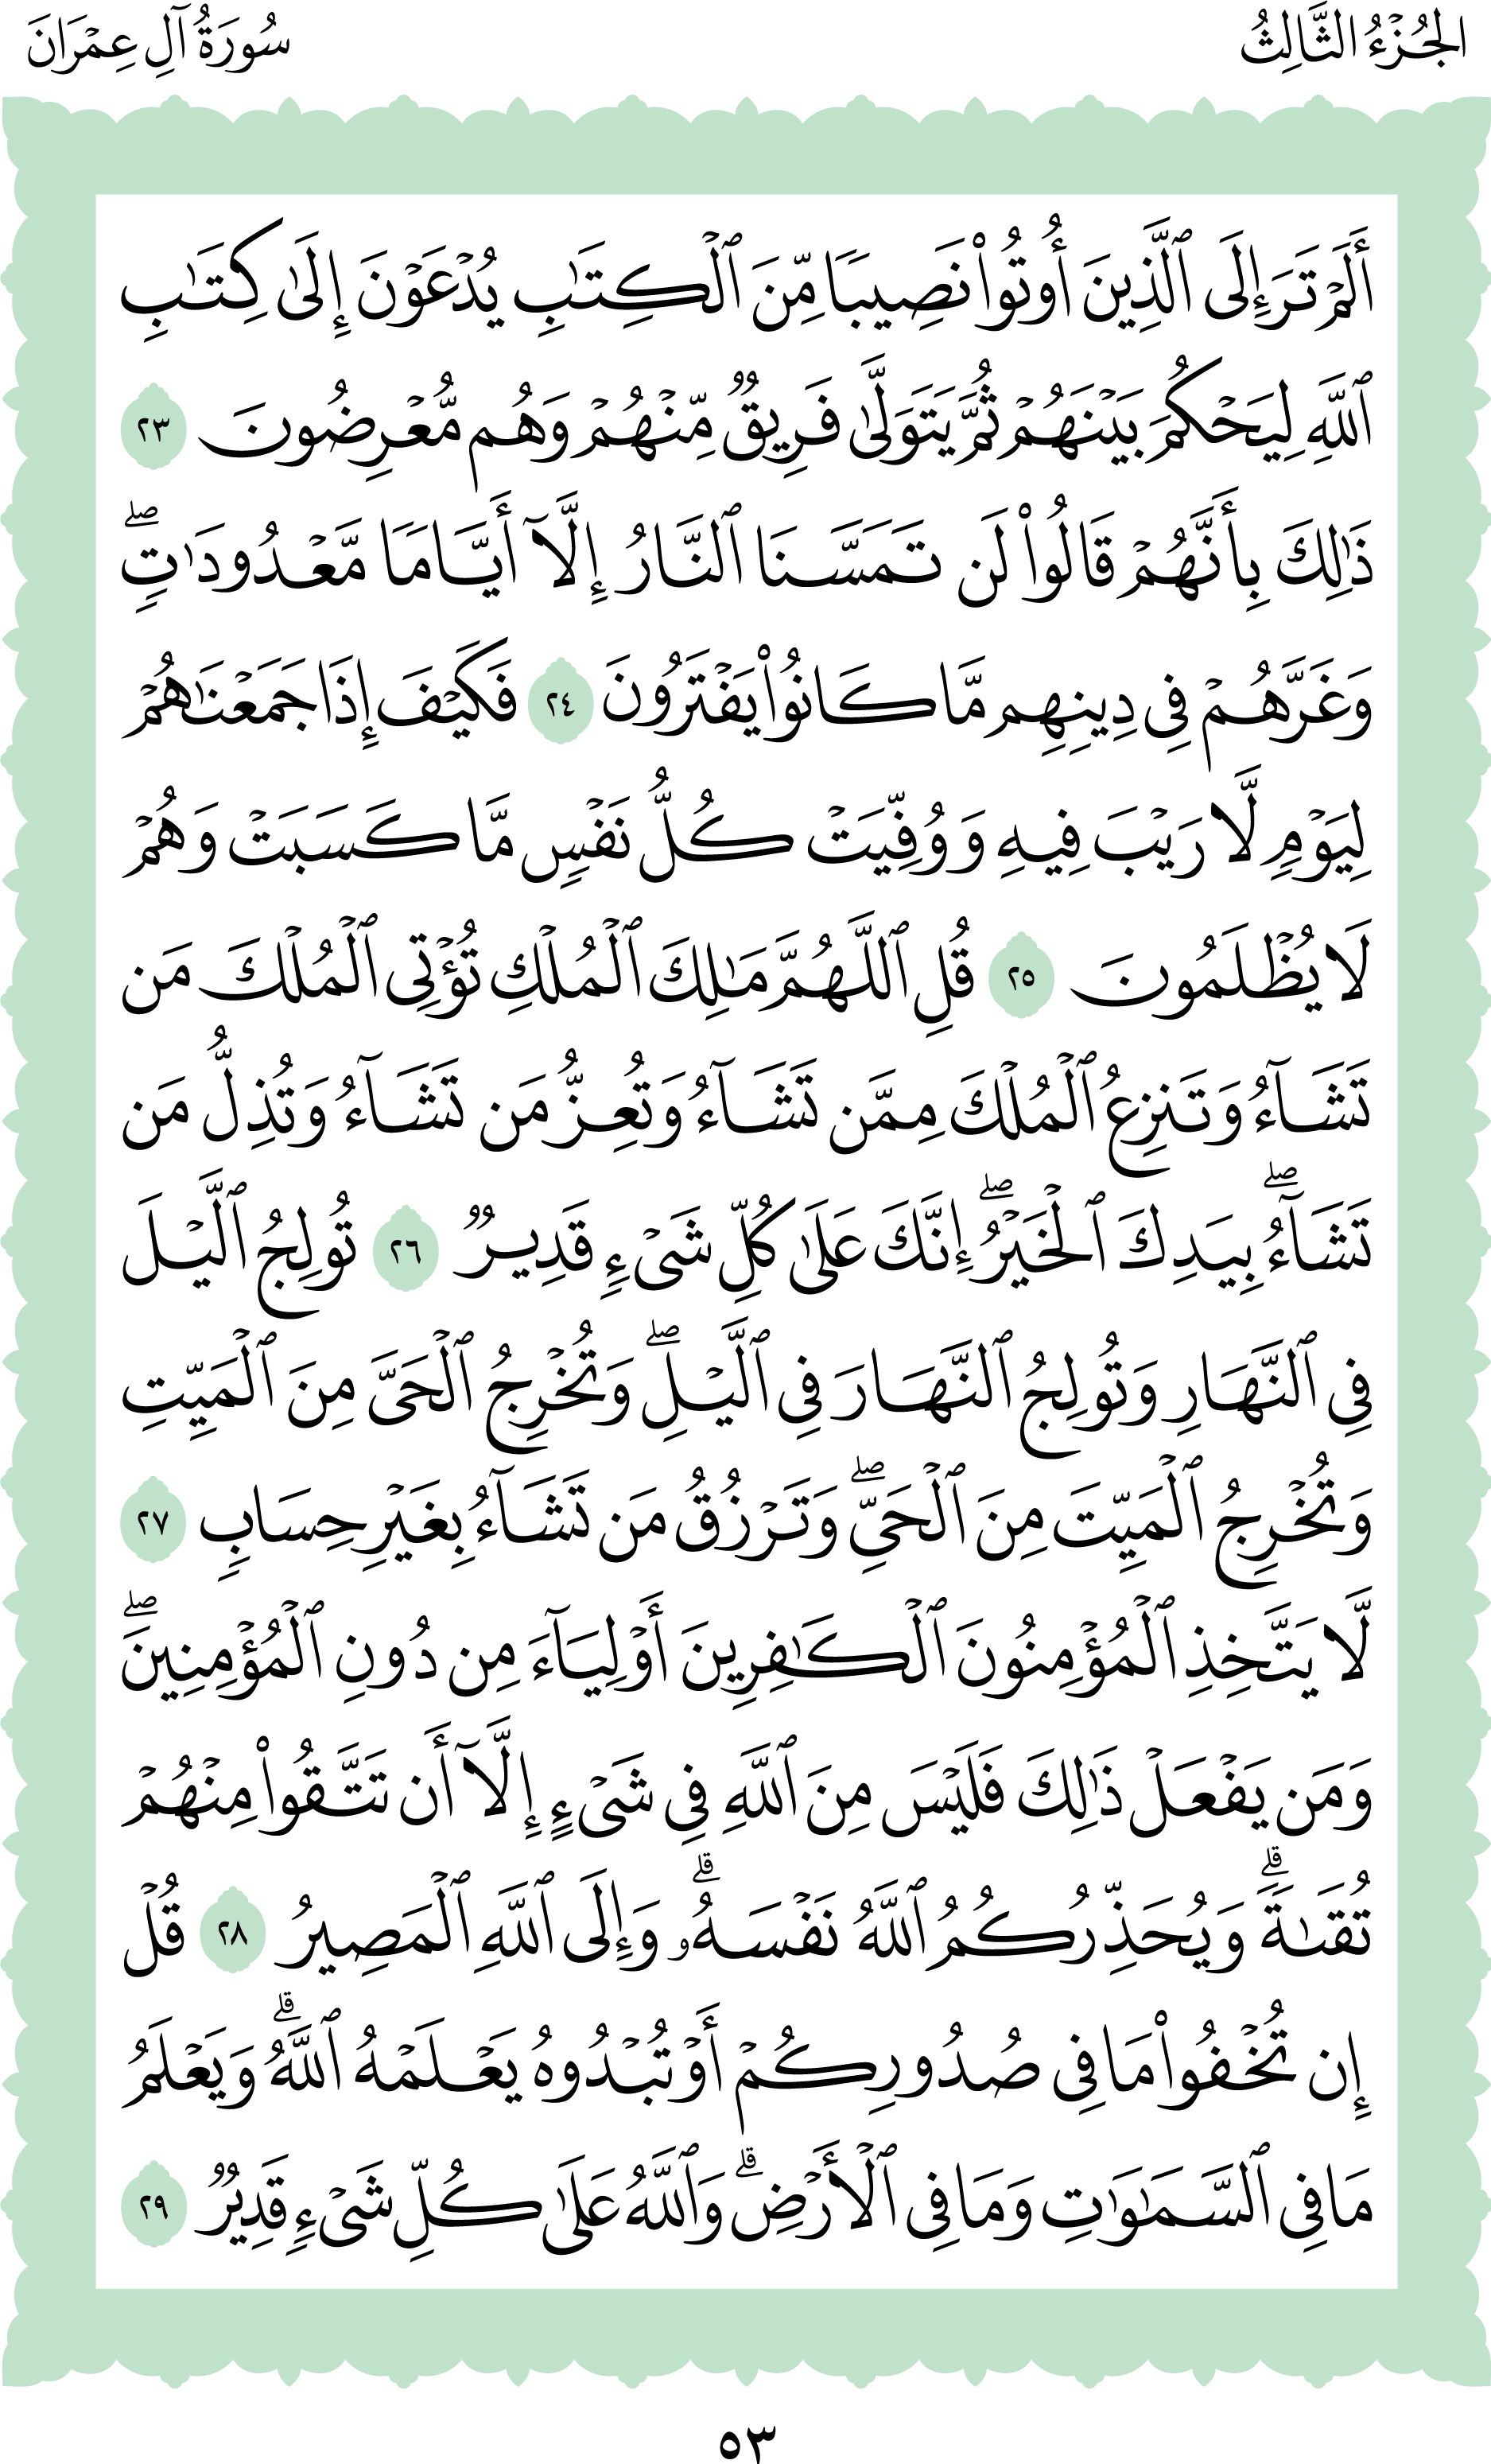 الجُزْءُ الثَّالِثُ
سُورَةُ آلِ عِمْرَانَ
أَلَمْ تَرَ إِلَى ٱلَّذِينَ أُوتُواْ نَصِيبًا مِّنَ ٱلْكِتَٰبِ يُدْعَوْنَ إِلَىٰ كِتَٰبِ
ٱللَّهِ لِيَحْكُمَ بَيْنَهُمْ ثُمَّ يَتَوَلَّىٰ فَرِيقٌ مِّنْهُمْ وَهُم مُّعْرِضُونَ ٢٣
ذَٰلِكَ بِأَنَّهُمْ قَالُواْ لَن تَمَسَّنَا ٱلنَّارُ إِلَّآ أَيَّامًا مَّعْدُودَٰتٍۖ
وَغَرَّهُمْ فِى دِينِهِم مَّا كَانُواْ يَفْتَرُونَ ٢٤ فَكَيْفَ إِذَا جَمَعْنَٰهُمْ
لِيَوْمٍ لَّا رَيْبَ فِيهِ وَوُفِّيَتْ كُلُّ نَفْسٍ مَّا كَسَبَتْ وَهُمْ
لَا يُظْلَمُونَ ٢٥ قُلِ ٱللَّهُمَّ مَٰلِكَ ٱلْمُلْكِ تُؤْتِى ٱلْمُلْكَ مَن
تَشَآءُ وَتَنزِعُ ٱلْمُلْكَ مِمَّن تَشَآءُ وَتُعِزُّ مَن تَشَآءُ وَتُذِلُّ مَن
تَشَآءُۖ بِيَدِكَ ٱلْخَيْرُۖ إِنَّكَ عَلَىٰ كُلِّ شَىْءٍ قَدِيرٌ ٢٦ تُولِجُ ٱلَّيْلَ
فِى ٱلنَّهَارِ وَتُولِجُ ٱلنَّهَارَ فِى ٱلَّيْلِۖ وَتُخْرِجُ ٱلْحَىَّ مِنَ ٱلْمَيِّتِ
وَتُخْرِجُ ٱلْمَيِّتَ مِنَ ٱلْحَىِّۖ وَتَرْزُقُ مَن تَشَآءُ بِغَيْرِ حِسَابٍ ٢٧
لَّا يَتَّخِذِ ٱلْمُؤْمِنُونَ ٱلْكَٰفِرِينَ أَوْلِيَآءَ مِن دُونِ ٱلْمُؤْمِنِينَۖ
وَمَن يَفْعَلْ ذَٰلِكَ فَلَيْسَ مِنَ ٱللَّهِ فِى شَىْءٍ إِلَّآ أَن تَتَّقُواْ مِنْهُمْ
تُقَىٰةًۗ وَيُحَذِّرُكُمُ ٱللَّهُ نَفْسَهُۥۗ وَإِلَى ٱللَّهِ ٱلْمَصِيرُ ٢٨ قُلْ
إِن تُخْفُواْ مَا فِى صُدُورِكُمْ أَوْ تُبْدُوهُ يَعْلَمْهُ ٱللَّهُۗ وَيَعْلَمُ
مَا فِى ٱلسَّمَٰوَٰتِ وَمَا فِى ٱلْأَرْضِۗ وَٱللَّهُ عَلَىٰ كُلِّ شَىْءٍ قَدِيرٌ ٢٩
٥٣